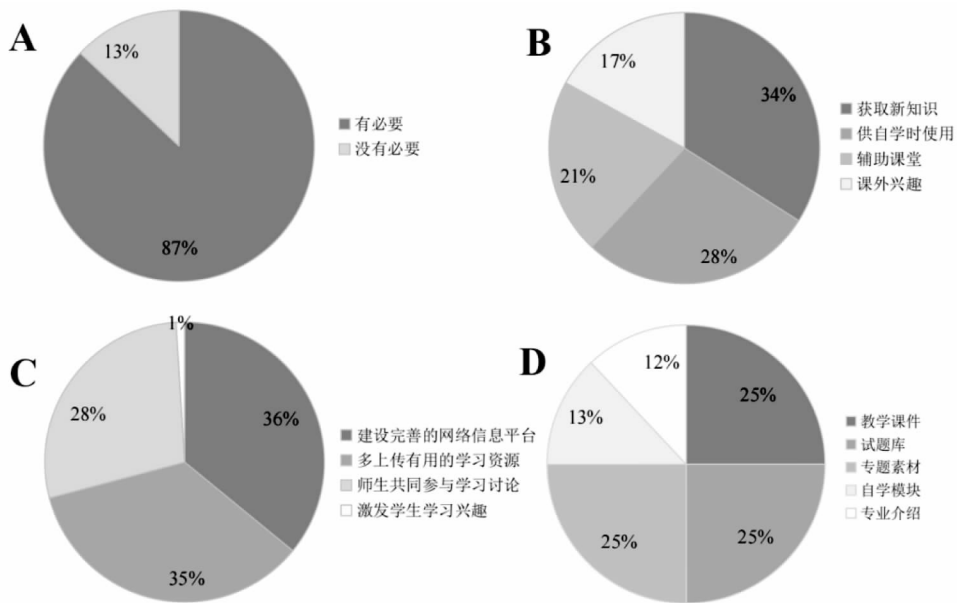 A
13%
87%
有必要
没有必要
B
17%
34%
21%
28%
获取新知识
供自学时使用
辅助课堂
课外兴趣
C
1%
28%
36%
35%
建设完善的网络信息平台
多上传有用的学习资源
师生共同参与学习讨论
激发学生学习兴趣
D
12%
25%
13%
25%
25%
教学课件
试题库
专题素材
自学模块
专业介绍